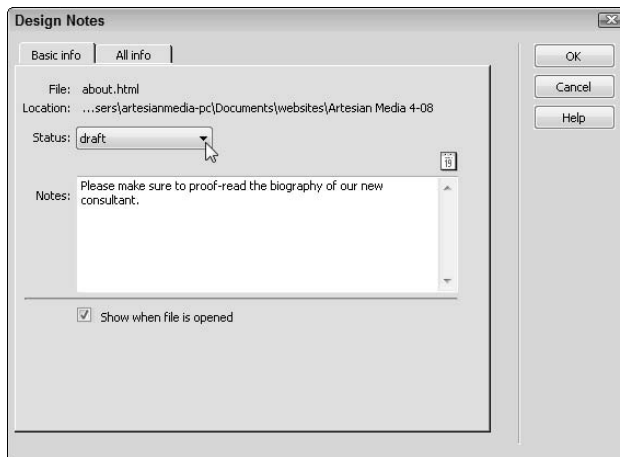 Design Notes
Basic info
All info
OK
File: about.html
Cancel
Location: ...sers\artesianmedia-pc\Documents\websites\Artesian Media 4-08
Help
Status: draft
19
Notes: Please make sure to proof-read the biography of our new
consultant.
Show when file is opened